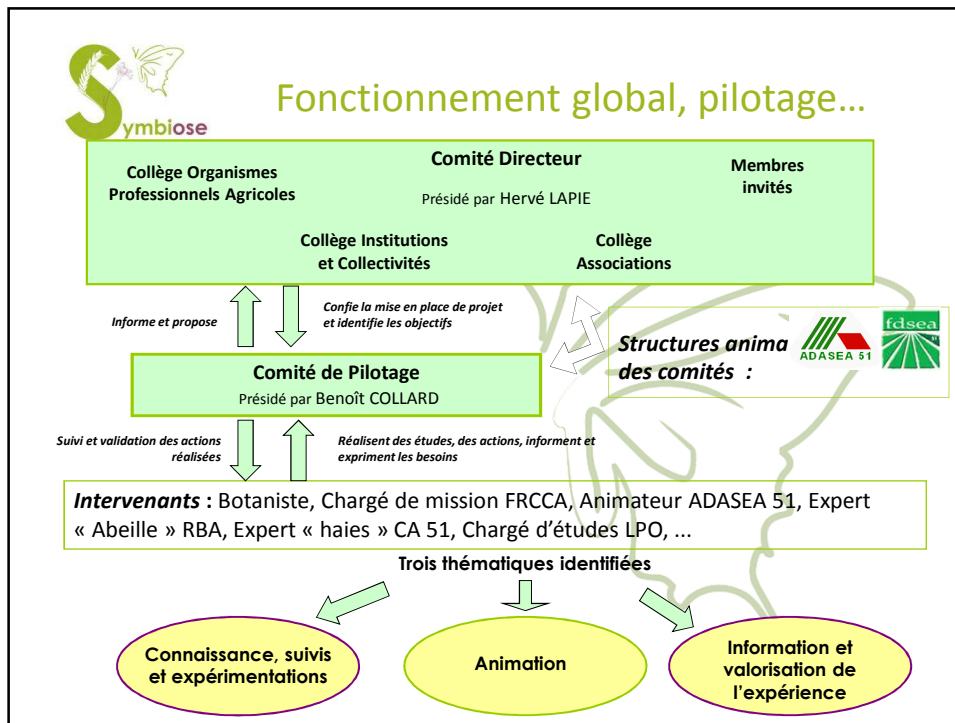 Symbiose
Fonctionnement global, pilotage…
Comité Directeur
Présidé par Hervé LAPIE
Collège Organismes
Professionnels Agricoles
Membres
invités
Collège Institutions
et Collectivités
Collège
Associations
Informe et propose
Confie la mise en place de projet
et identifie les objectifs
Structures anima
des comités :
ADASEA 51
fdsea
51
Comité de Pilotage
Présidé par Benoît COLLARD
Suivi et validation des actions
réalisées
Réalisent des études, des actions, informent et
expriment les besoins
Intervenants : Botaniste, Chargé de mission FRCCA, Animateur ADASEA 51, Expert
« Abeille » RBA, Expert « haies » CA 51, Chargé d’études LPO, ...
Trois thématiques identifiées
Connaissance, suivis
et expérimentations
Animation
Information et
valorisation de
l’expérience